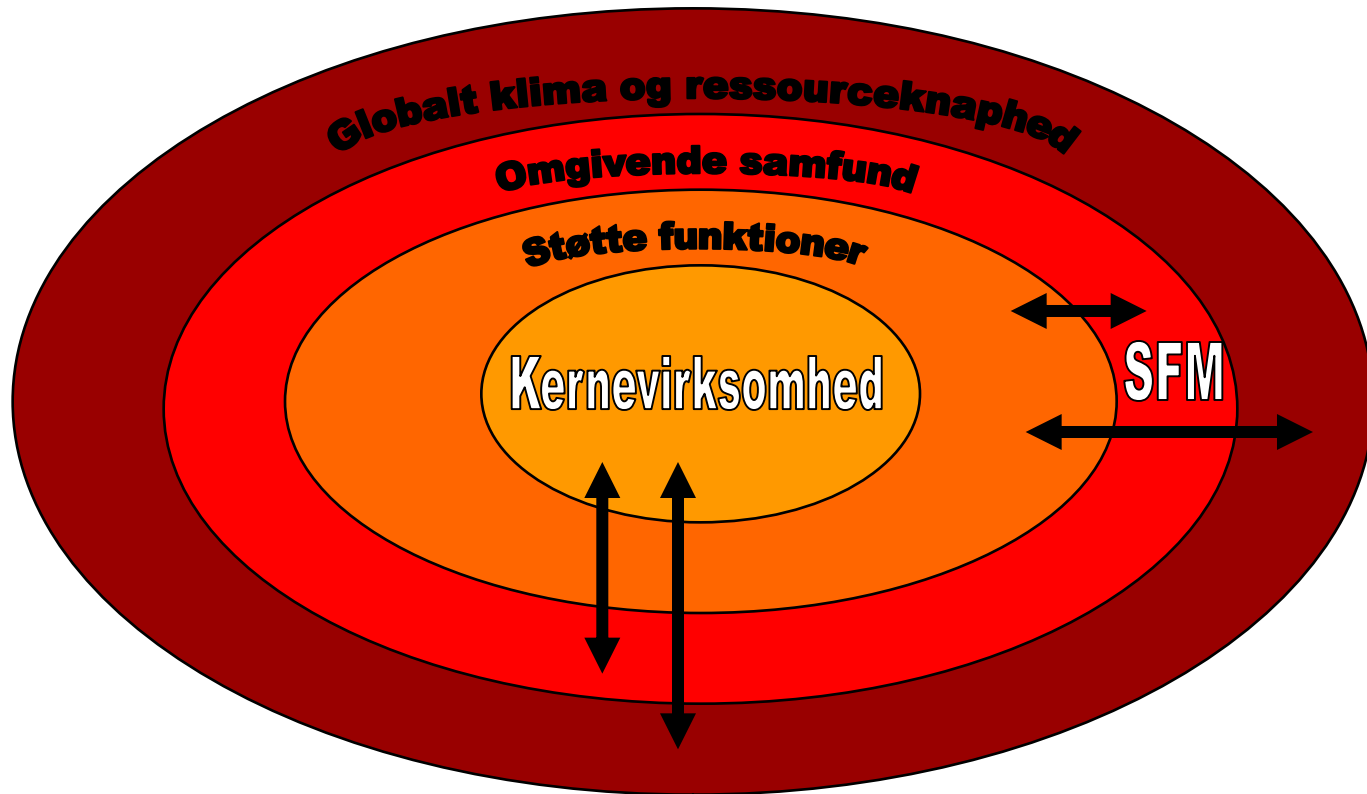 Globalt klima og ressourceknaphed
Omgivende samfund
Støtte funktioner
Kernevirksomhed
SFM